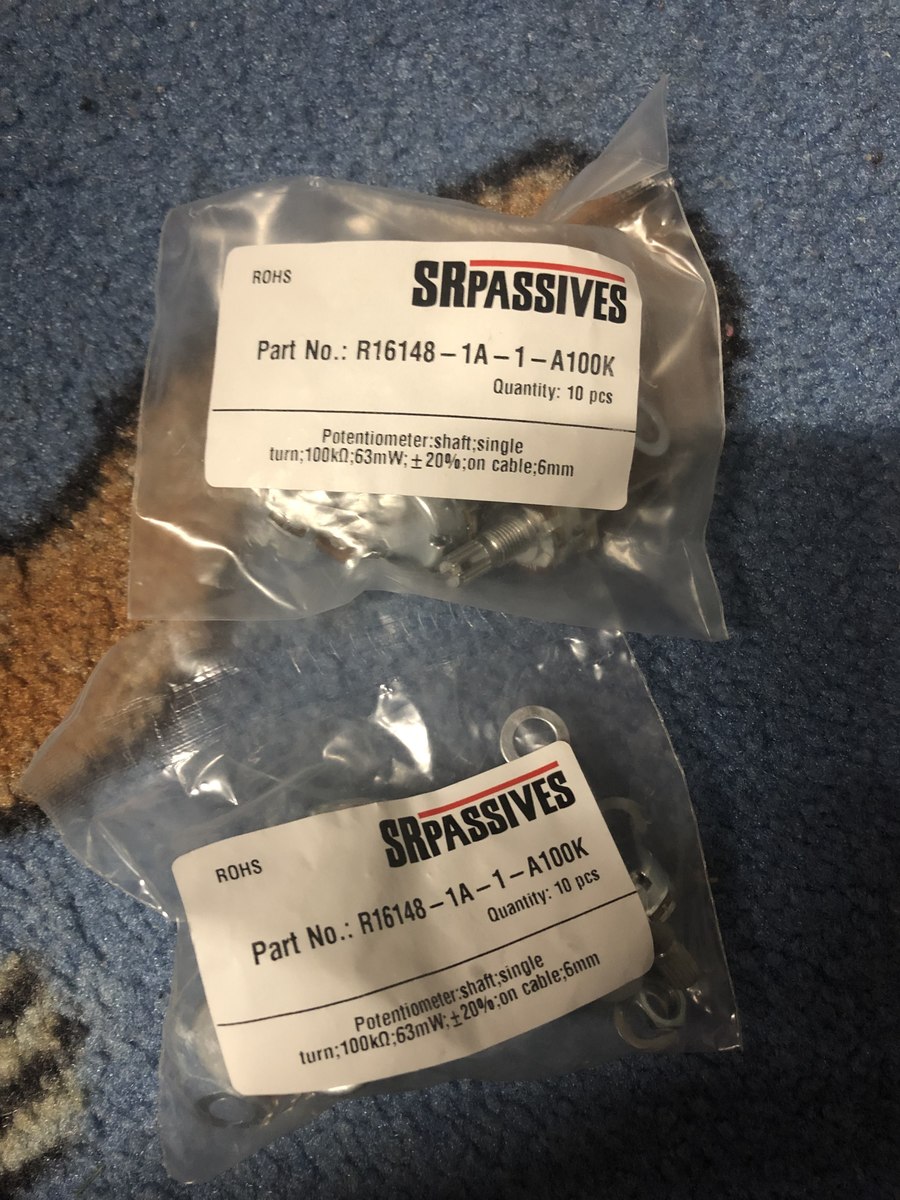 ROHS
SRPASSIVES
Part No.: R16148-1A-1-A100K
Quantity: 10 pcs
Potentiometer:shaft;single
turn;100kΩ;63mW;±20%;on cable;6mm
ROHS
SRPASSIVES
Part No.: R16148-1A-1-A100K
Quantity: 10 pcs
Potentiometer:shaft;single
turn;100kΩ;63mW;±20%;on cable;6mm